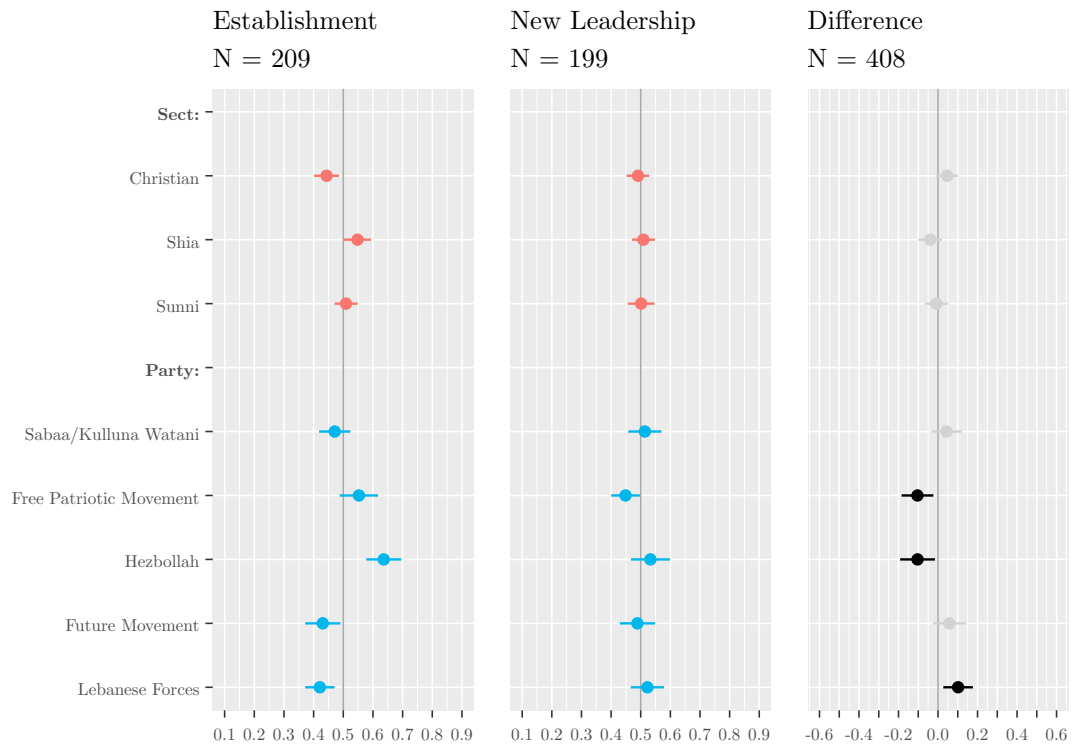 Establishment
N = 209
New Leadership
N = 199
Difference
N = 408
Sect:
Christian
Shia
Sunni
Party:
Sabaa/Kulluna Watani
Free Patriotic Movement
Hezbollah
Future Movement
Lebanese Forces
0.1 0.2 0.3 0.4 0.5 0.6 0.7 0.8 0.9
0.1 0.2 0.3 0.4 0.5 0.6 0.7 0.8 0.9
-0.6 -0.4 -0.2 0.0 0.2 0.4 0.6